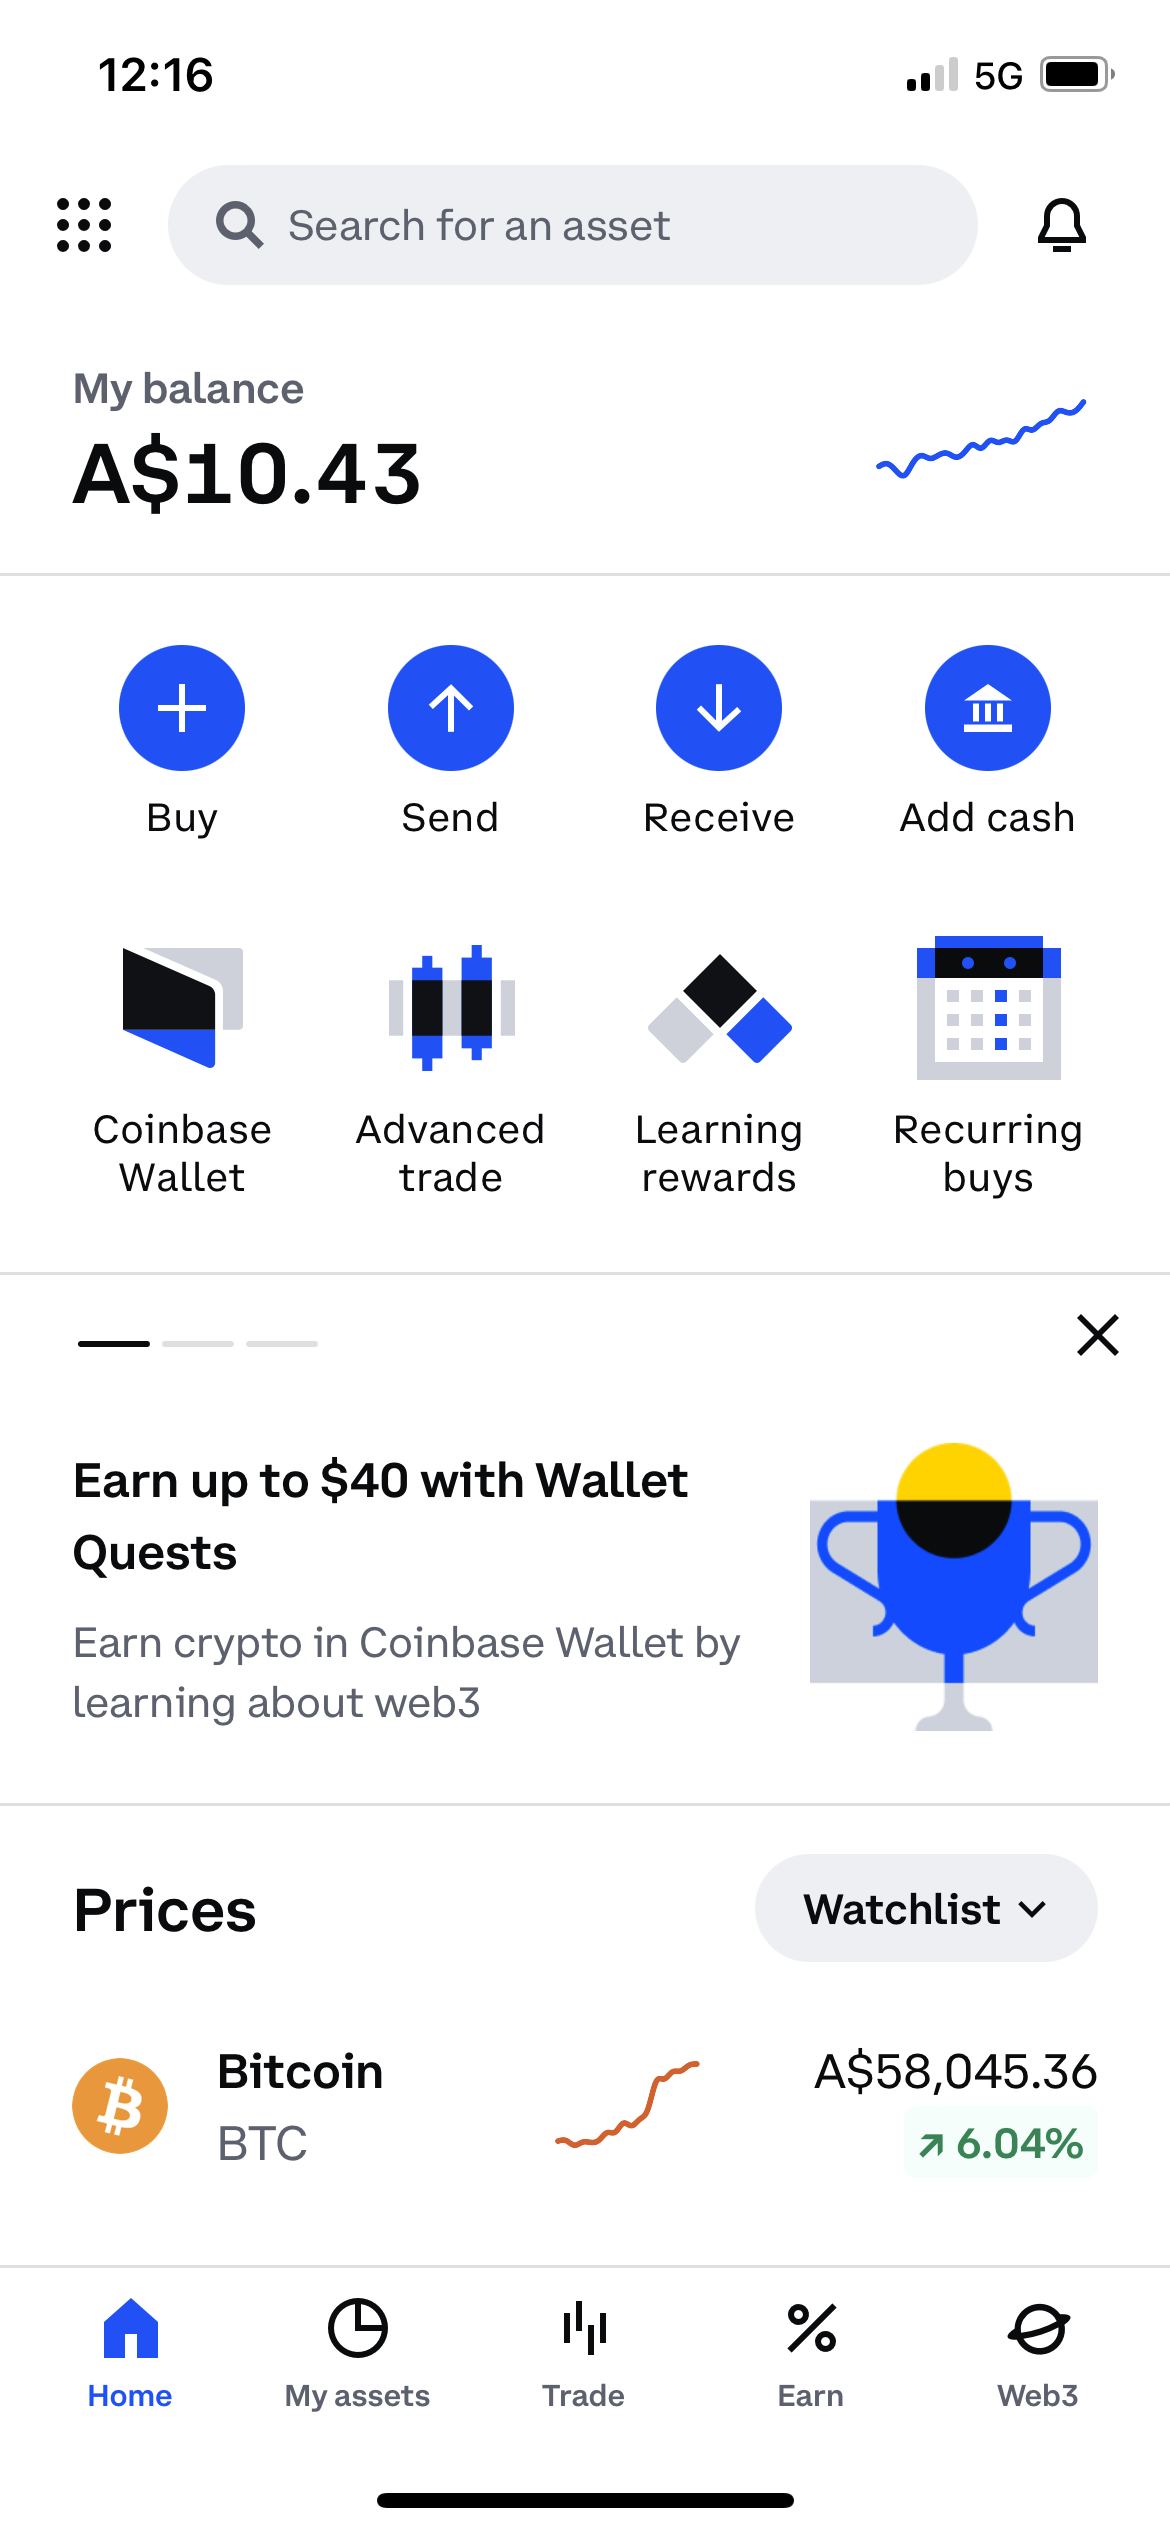 12:16
5G
Search for an asset
My balance
A$10.43
Buy
Send
Receive
Add cash
Coinbase
Wallet
Advanced
trade
Learning
rewards
Recurring
buys
Earn up to $40 with Wallet
Quests
Earn crypto in Coinbase Wallet by
learning about web3
Prices
Watchlist
Bitcoin
A$58,045.36
BTC
6.04%
Home
My assets
Trade
Earn
Web3